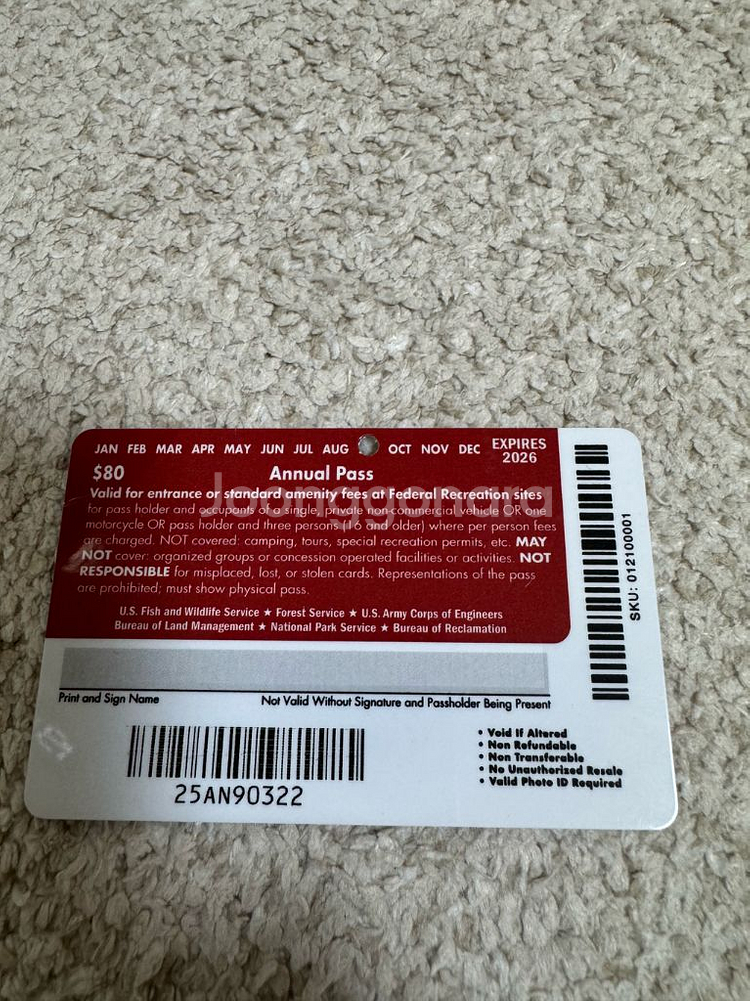 JAN FEB MAR APR MAY JUN JUL AUG OCT NOV DEC EXPIRES 2026
$80 Annual Pass
Valid for entrance or standard amenity fees at Federal Recreation sites
for pass holder and occupants of a single, private non-commercial vehicle OR one
motorcycle OR pass holder and three persons (16 and older) where per person fees
are charged. NOT covered: camping, tours, special recreation permits, etc. MAY
NOT cover: organized groups or concession operated facilities or activities. NOT
RESPONSIBLE for misplaced, lost, or stolen cards. Representations of the pass
are prohibited; must show physical pass.
U.S. Fish and Wildlife Service ★ Forest Service ★ U.S. Army Corps of Engineers
Bureau of Land Management ★ National Park Service ★ Bureau of Reclamation
Print and Sign Name Not Valid Without Signature and Passholder Being Present
25AN90322
• Void If Altered
• Non Refundable
• Non Transferable
• No Unauthorized Resale
• Valid Photo ID Required
SKU: 012100001
Joonggonara